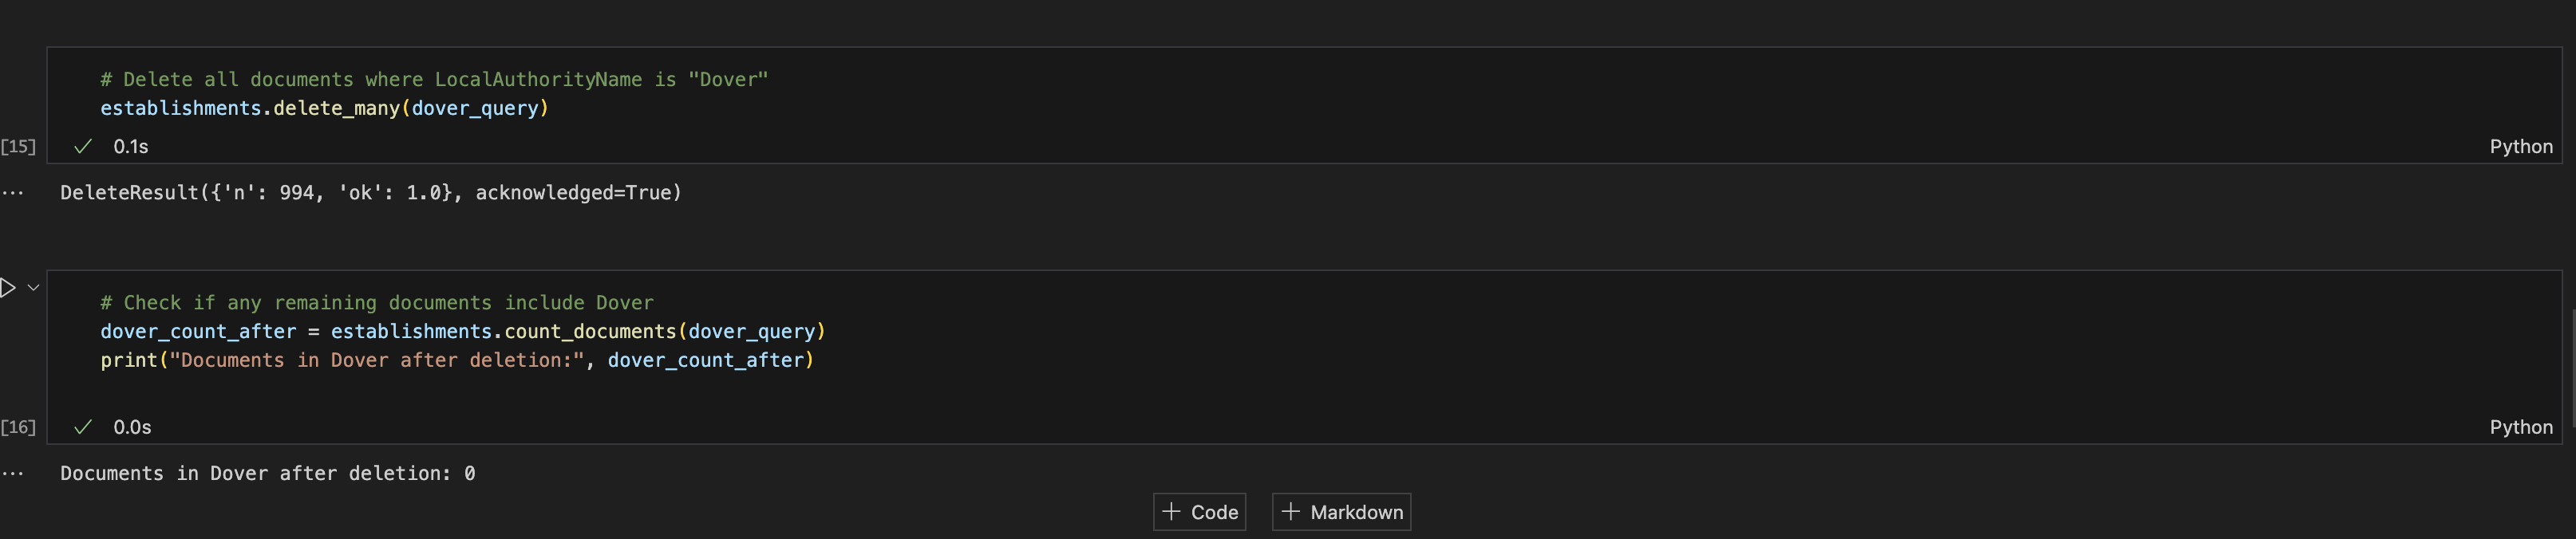 # Delete all documents where LocalAuthorityName is "Dover"
establishments.delete_many(dover_query)
[15]
0.1s
Python
DeleteResult({'n': 994, 'ok': 1.0}, acknowledged=True)
# Check if any remaining documents include Dover
dover_count_after = establishments.count_documents(dover_query)
print("Documents in Dover after deletion:", dover_count_after)
[16]
0.0s
Python
Documents in Dover after deletion: 0
+ Code
+ Markdown